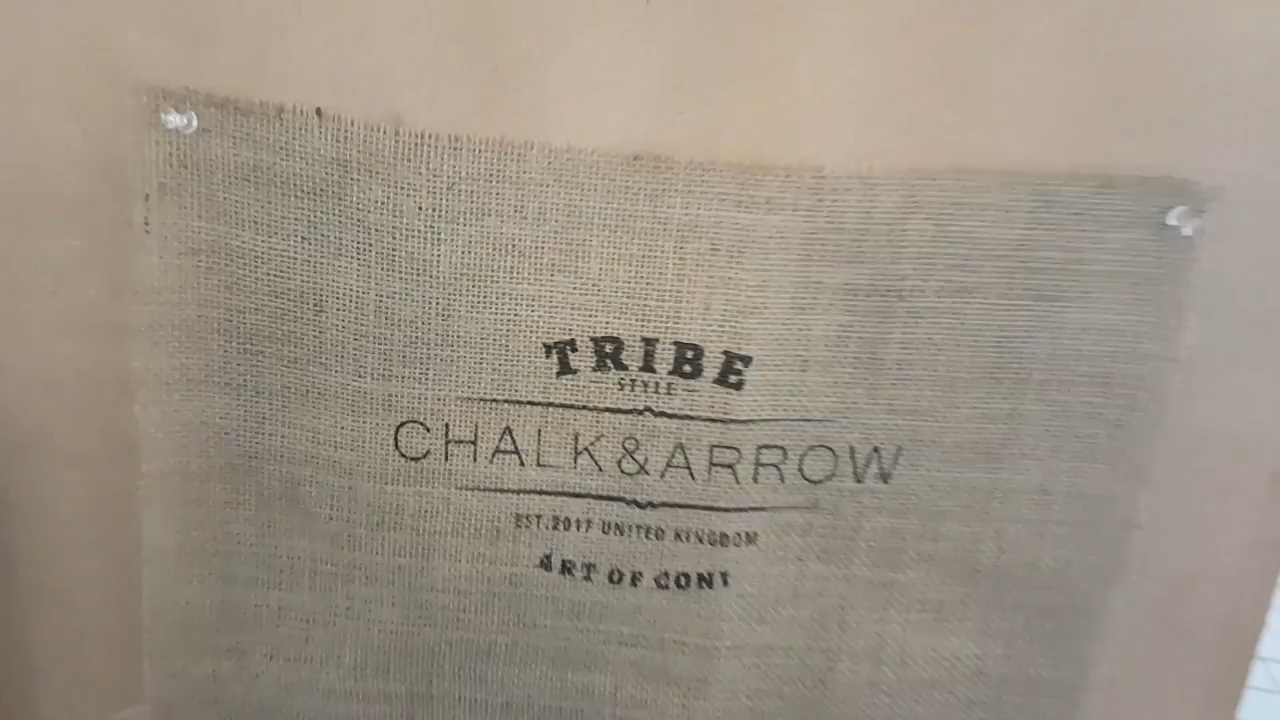 TRIBE
STYLE
CHALK&ARROW
EST.2017 UNITED KINGDOM
ART OF CONT